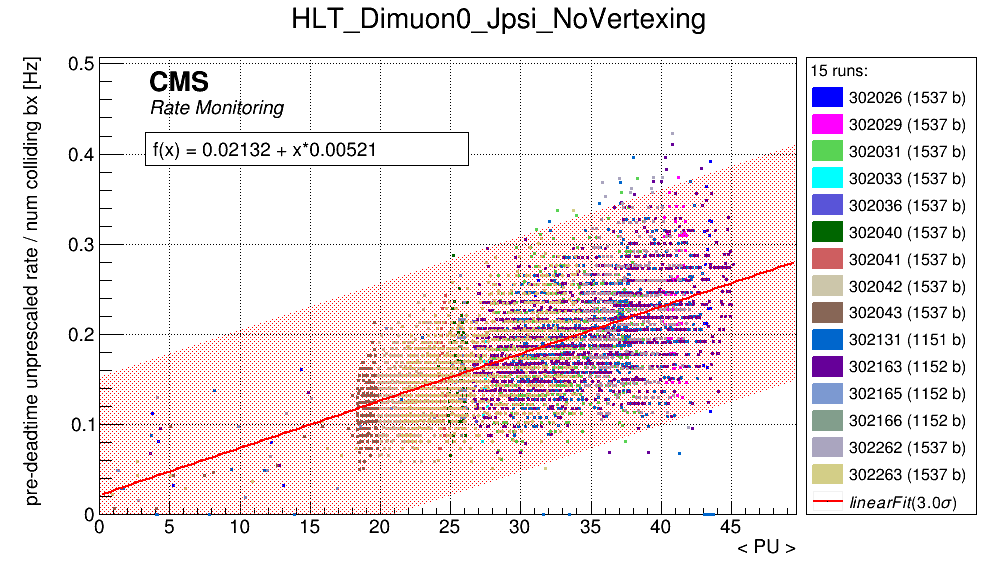 HLT_Dimuon0_Jpsi_NoVertexing
pre-deadtime unprescaled rate / num colliding bx [Hz]
0.5
0.4
0.3
0.2
0.1
0
CMS
Rate Monitoring
f(x) = 0.02132 + x*0.00521
0 5 10 15 20 25 30 35 40 45
< PU >
15 runs:
302026 (1537 b)
302029 (1537 b)
302031 (1537 b)
302033 (1537 b)
302036 (1537 b)
302040 (1537 b)
302041 (1537 b)
302042 (1537 b)
302043 (1537 b)
302131 (1151 b)
302163 (1152 b)
302165 (1152 b)
302166 (1152 b)
302262 (1537 b)
302263 (1537 b)
linearFit(3.0σ)